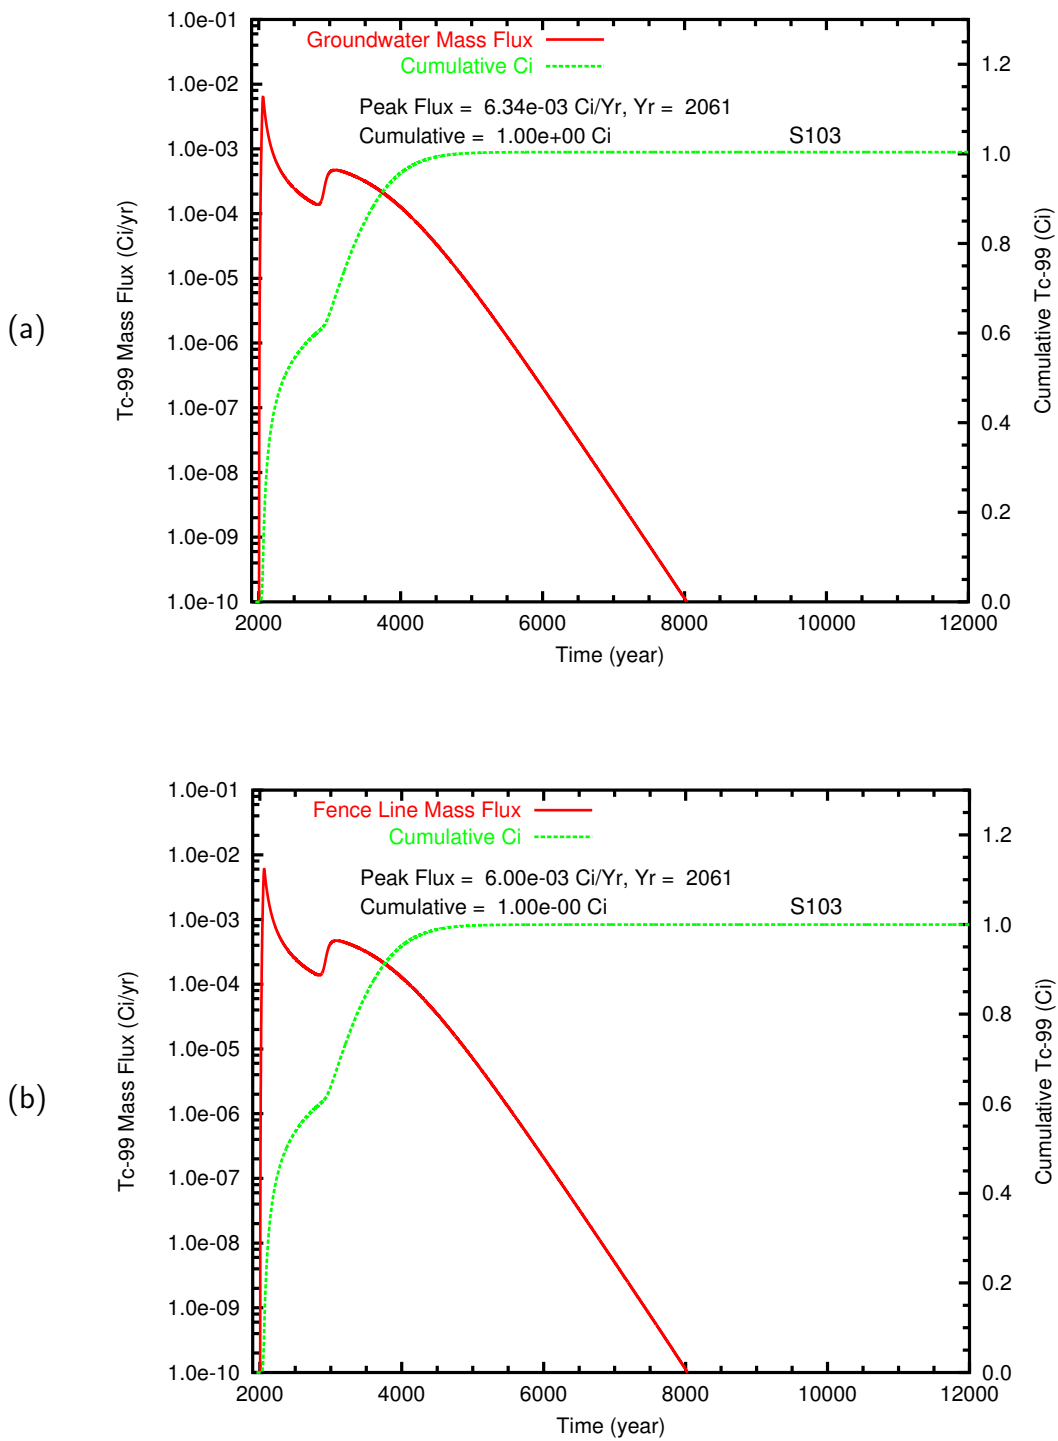 (a)
Groundwater Mass Flux
Cumulative Ci
Peak Flux = 6.34e-03 Ci/Yr, Yr = 2061
Cumulative = 1.00e+00 Ci
S103
1.0e-01
1.0e-02
1.0e-03
1.0e-04
1.0e-05
1.0e-06
1.0e-07
1.0e-08
1.0e-09
1.0e-10
Tc-99 Mass Flux (Ci/yr)
1.2
1.0
0.8
0.6
0.4
0.2
0.0
Cumulative Tc-99 (Ci)
2000 4000 6000 8000 10000 12000
Time (year)
(b)
Fence Line Mass Flux
Cumulative Ci
Peak Flux = 6.00e-03 Ci/Yr, Yr = 2061
Cumulative = 1.00e-00 Ci
S103
1.0e-01
1.0e-02
1.0e-03
1.0e-04
1.0e-05
1.0e-06
1.0e-07
1.0e-08
1.0e-09
1.0e-10
Tc-99 Mass Flux (Ci/yr)
1.2
1.0
0.8
0.6
0.4
0.2
0.0
Cumulative Tc-99 (Ci)
2000 4000 6000 8000 10000 12000
Time (year)